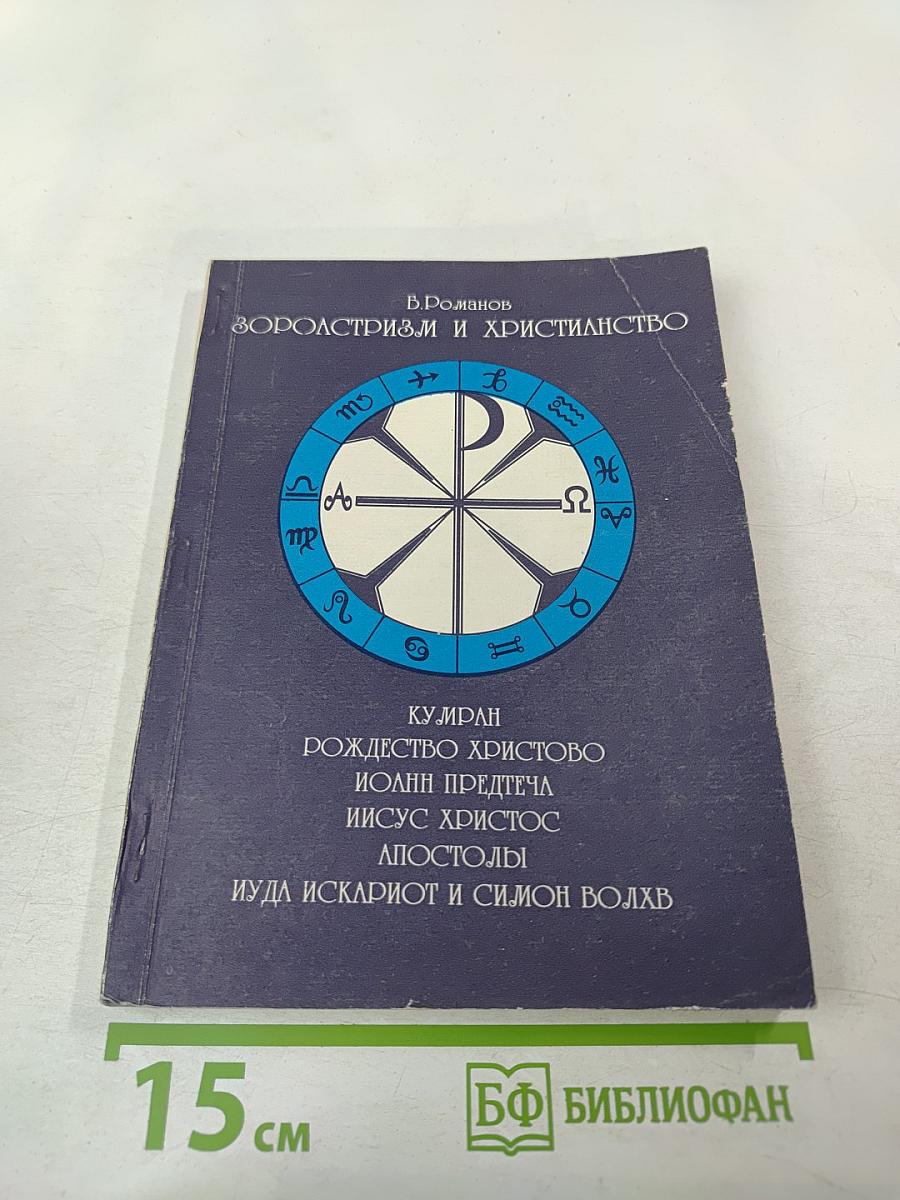 Б.Романов
ЗОРОАСТРИЗМ И ХРИСТИАНСТВО
А
Ω
КУМРАН
РОЖДЕСТВО ХРИСТОВО
ИОАНН ПРЕДТЕЧА
ИИСУС ХРИСТОС
АПОСТОЛЫ
ИУДА ИСКАРИОТ И СИМОН ВОЛХВ
15 см
БФ БИБЛИОФАН